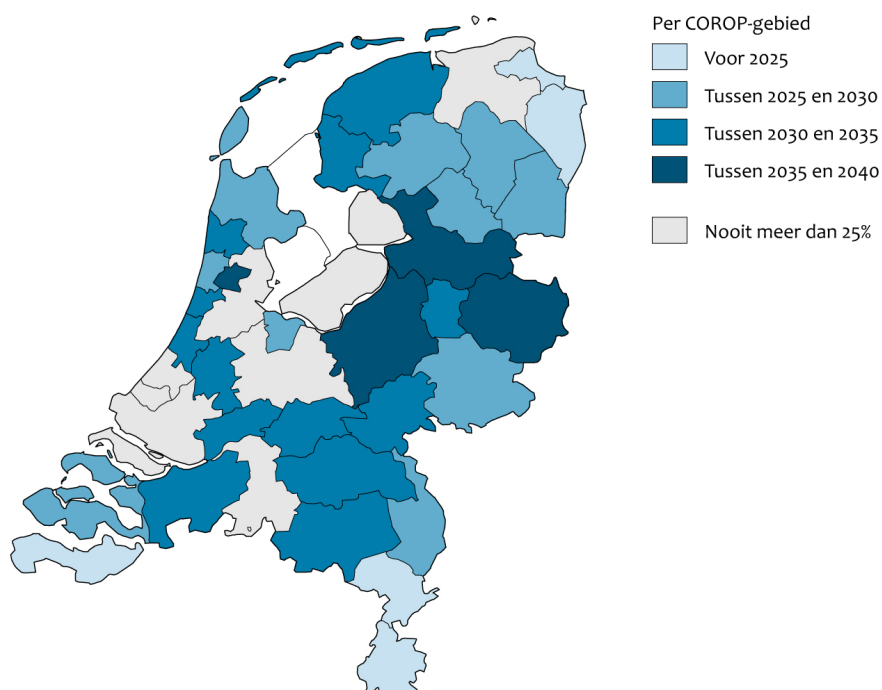 Per COROP-gebied
Voor 2025
Tussen 2025 en 2030
Tussen 2030 en 2035
Tussen 2035 en 2040
Nooit meer dan 25%